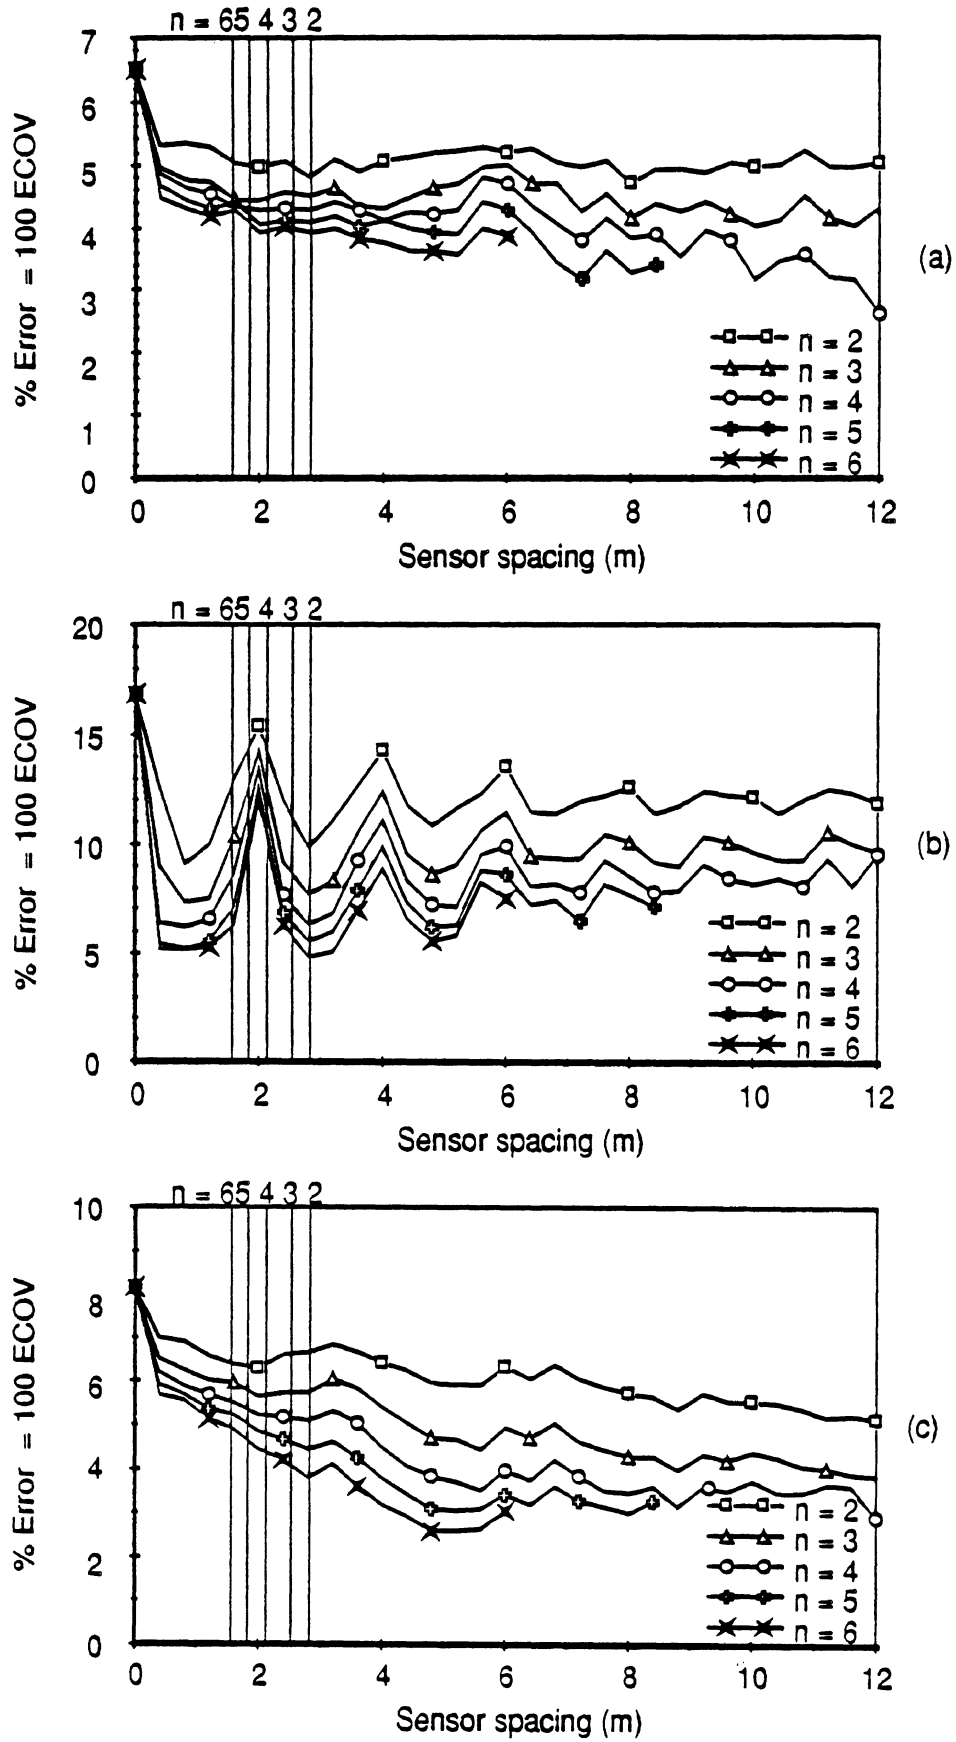 n = 65 4 3 2
7
6
5
4
3
2
1
0
% Error = 100 ECOV
(a)
n = 2
n = 3
n = 4
n = 5
n = 6
0 2 4 6 8 10 12
Sensor spacing (m)
n = 65 4 3 2
20
15
10
5
0
% Error = 100 ECOV
(b)
n = 2
n = 3
n = 4
n = 5
n = 6
0 2 4 6 8 10 12
Sensor spacing (m)
n = 65 4 3 2
10
8
6
4
2
0
% Error = 100 ECOV
(c)
n = 2
n = 3
n = 4
n = 5
n = 6
0 2 4 6 8 10 12
Sensor spacing (m)